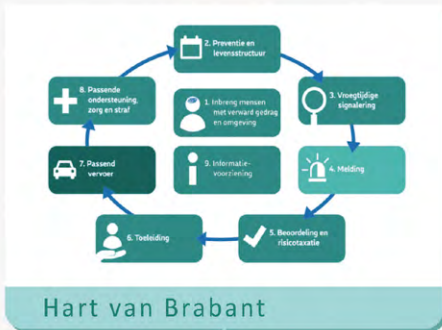 2. Preventie en
levensstructuur
8. Passende
ondersteuning,
zorg en straf
1. Inbreng mensen
met verward gedrag
en omgeving
3. Vroegtijdige
signalering
7. Passend
vervoer
9. Informatie-
voorziening
4. Melding
6. Toeleiding
5. Beoordeling en
risicotaxatie
Hart van Brabant